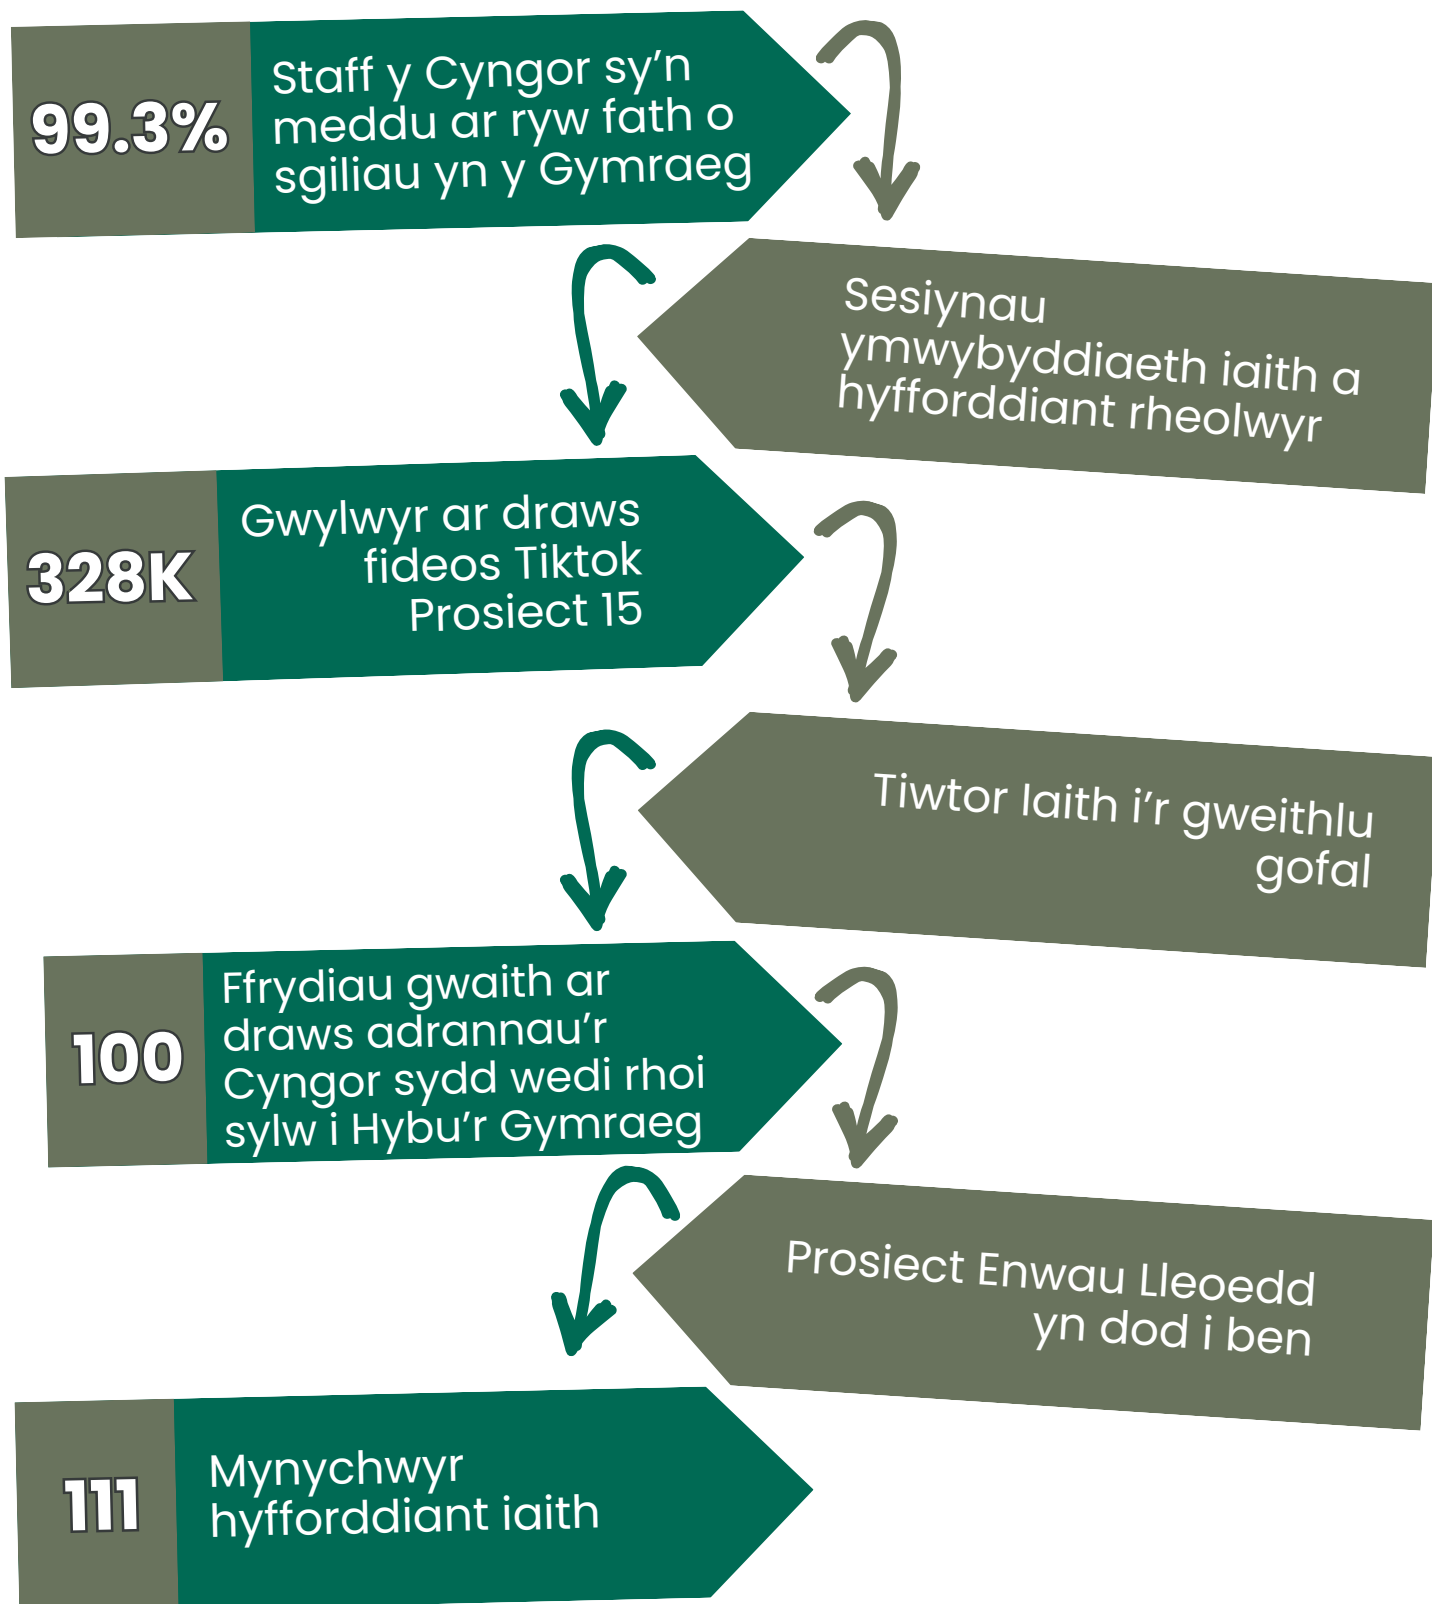 99.3%
Staff y Cyngor sy’n
meddu ar ryw fath o
sgiliau yn y Gymraeg
Sesiynau
ymwybyddiaeth iaith a
hyfforddiant rheolwyr
328K
Gwylwyr ar draws
fideos Tiktok
Prosiect 15
Tiwtor Iaith i’r gweithlu
gofal
100
Ffrydiau gwaith ar
draws adrannau’r
Cyngor sydd wedi rhoi
sylw i Hybu’r Gymraeg
Prosiect Enwau Lleoedd
yn dod i ben
111
Mynychwyr
hyfforddiant iaith